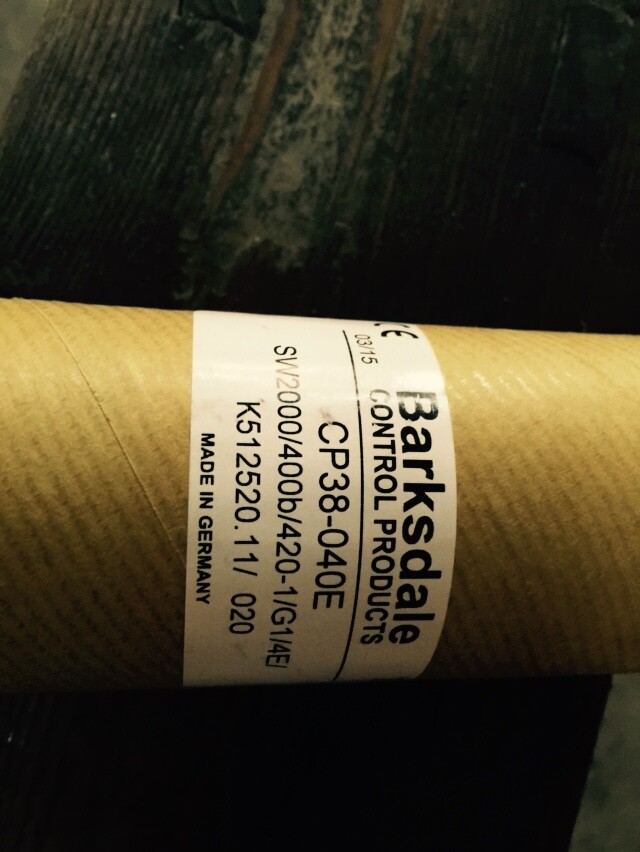 Barksdale
CONTROL PRODUCTS
CE 03/15
CP38-040E
SW2000/400b/420-1/G1/4E/
K512520.11/ 020
MADE IN GERMANY